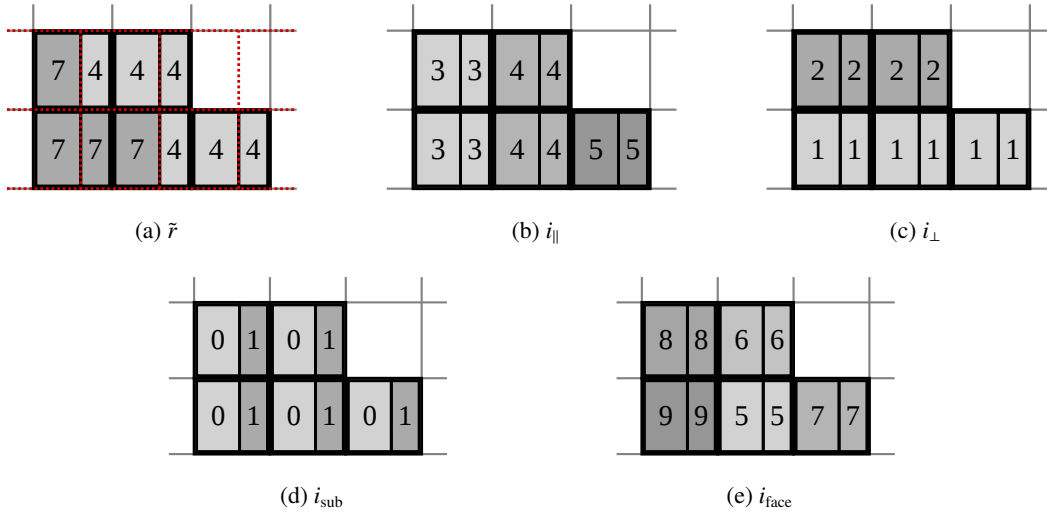 7 4 4 4
7 7 7 4 4 4
(a) r̃
3 3 4 4
3 3 4 4 5 5
(b) i∥
2 2 2 2
1 1 1 1 1 1
(c) i⊥
0 1 0 1
0 1 0 1 0 1
(d) i_sub
8 8 6 6
9 9 5 5 7 7
(e) i_face